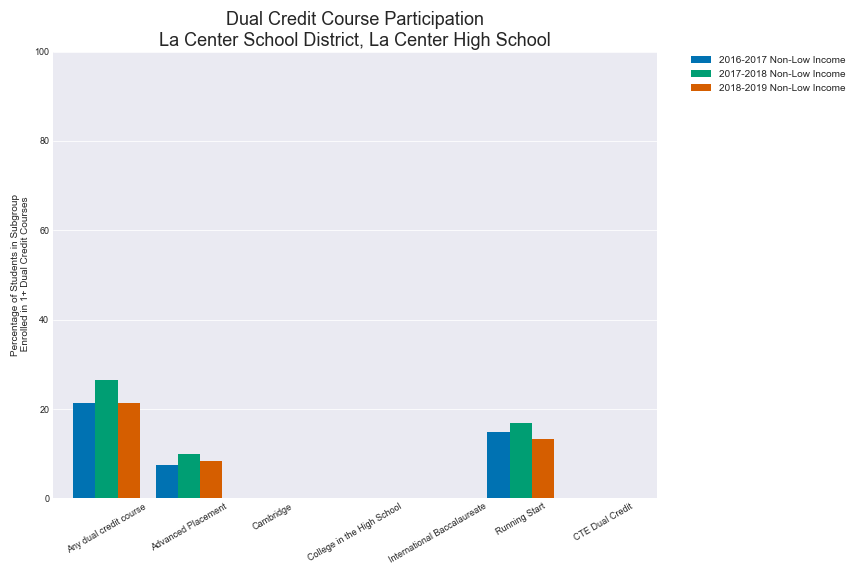 Dual Credit Course Participation
La Center School District, La Center High School
2016-2017 Non-Low Income
2017-2018 Non-Low Income
2018-2019 Non-Low Income
Percentage of Students in Subgroup
Enrolled in 1+ Dual Credit Courses
100
80
60
40
20
0
Any dual credit course
Advanced Placement
Cambridge
College in the High School
International Baccalaureate
Running Start
CTE Dual Credit